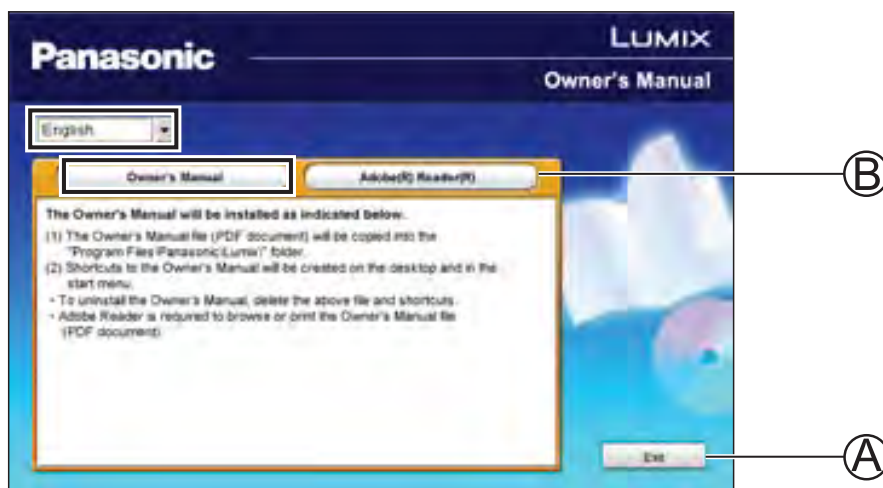 Panasonic
LUMIX
Owner's Manual
English
Owner's Manual
Adobe(R) Reader(R)
B
The Owner's Manual will be installed as indicated below.
(1) The Owner's Manual file (PDF document) will be copied into the
"Program Files\Panasonic\Lumix\" folder.
(2) Shortcuts to the Owner's Manual will be created on the desktop and in the
start menu.
• To uninstall the Owner's Manual, delete the above file and shortcuts.
• Adobe Reader is required to browse or print the Owner's Manual file
(PDF document).
Exit
A